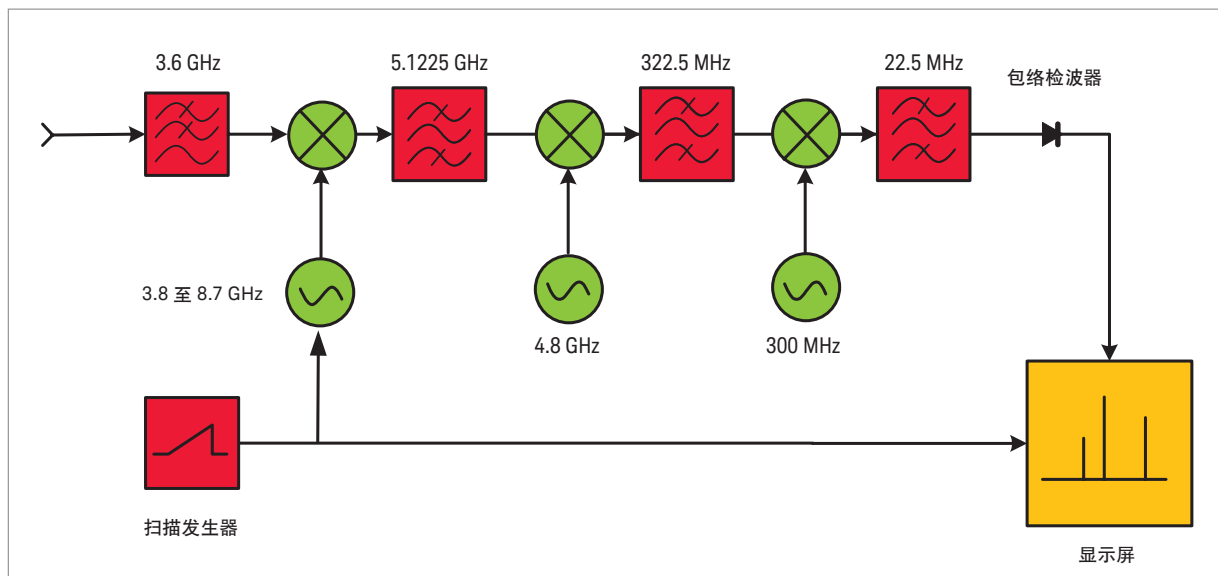 3.6 GHz
5.1225 GHz
322.5 MHz
22.5 MHz
包络检波器
3.8 至 8.7 GHz
4.8 GHz
300 MHz
扫描发生器
显示屏